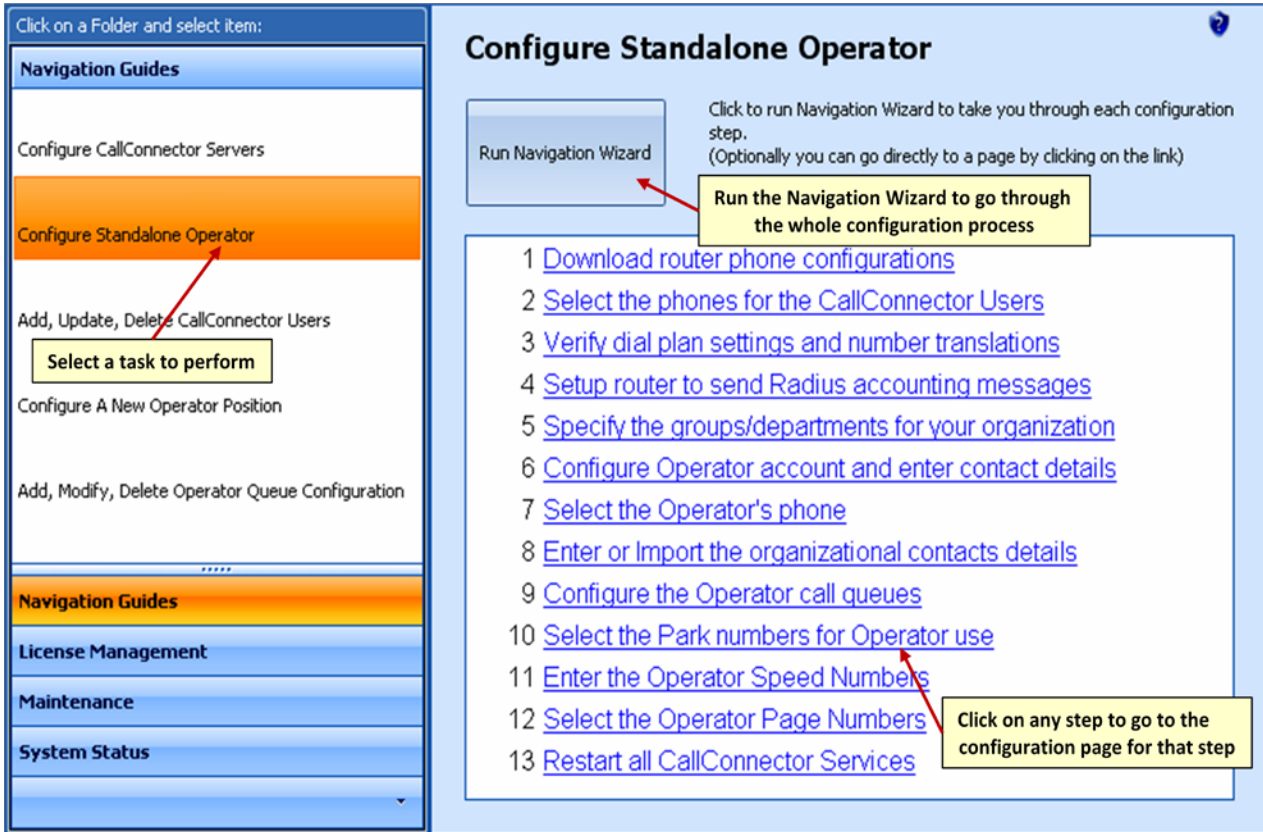 Click on a Folder and select item:
Navigation Guides
Configure CallConnector Servers
Configure Standalone Operator
Add, Update, Delete CallConnector Users
Select a task to perform
Configure A New Operator Position
Add, Modify, Delete Operator Queue Configuration
Navigation Guides
License Management
Maintenance
System Status
Configure Standalone Operator
Run Navigation Wizard
Click to run Navigation Wizard to take you through each configuration
step.
(Optionally you can go directly to a page by clicking on the link)
Run the Navigation Wizard to go through
the whole configuration process
1 Download router phone configurations
2 Select the phones for the CallConnector Users
3 Verify dial plan settings and number translations
4 Setup router to send Radius accounting messages
5 Specify the groups/departments for your organization
6 Configure Operator account and enter contact details
7 Select the Operator's phone
8 Enter or Import the organizational contacts details
9 Configure the Operator call queues
10 Select the Park numbers for Operator use
11 Enter the Operator Speed Numbers
12 Select the Operator Page Numbers
13 Restart all CallConnector Services
Click on any step to go to the
configuration page for that step